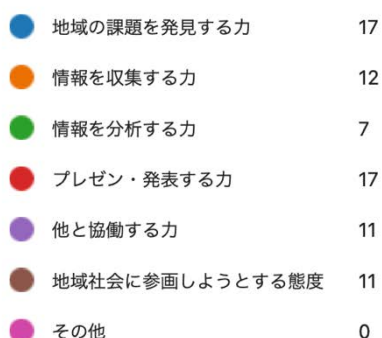 地域の課題を発見する力 17
情報を収集する力 12
情報を分析する力 7
プレゼン・発表する力 17
他と協働する力 11
地域社会に参画しようとする態度 11
その他 0